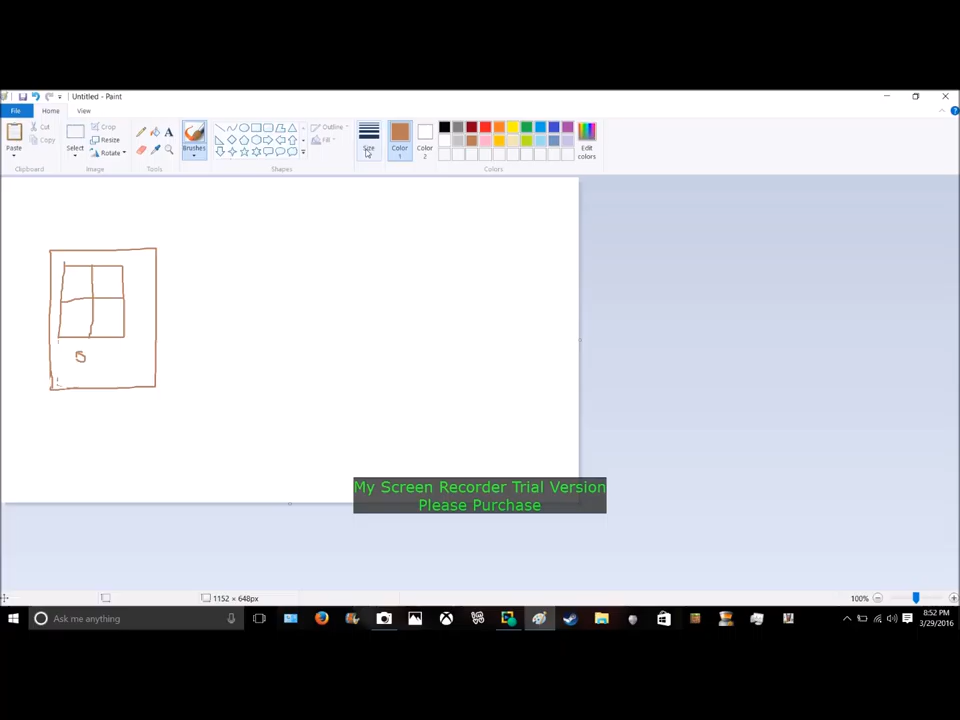 Untitled - Paint
File Home View
Paste
Cut
Copy
Clipboard
Select
Crop
Resize
Rotate
Image
Tools
Brushes
Shapes
Outline
Fill
Size
Color 1
Color 2
Edit colors
Colors
My Screen Recorder Trial Version
Please Purchase
1152 × 648px
100%
Ask me anything
8:52 PM
3/29/2016